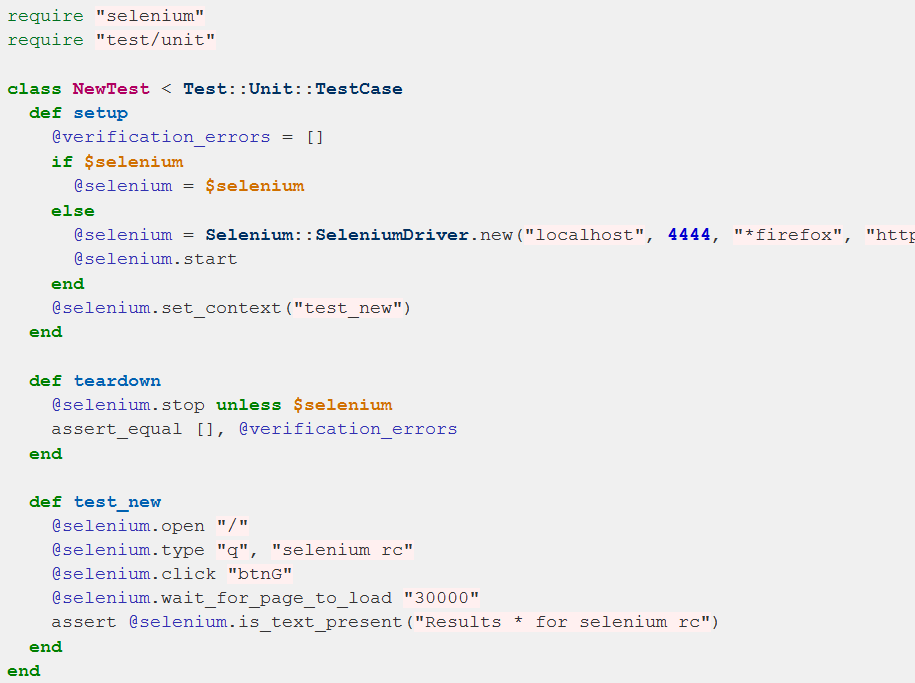 require "selenium"
require "test/unit"

class NewTest < Test::Unit::TestCase
  def setup
    @verification_errors = []
    if $selenium
      @selenium = $selenium
    else
      @selenium = Selenium::SeleniumDriver.new("localhost", 4444, "*firefox", "http
      @selenium.start
    end
    @selenium.set_context("test_new")
  end

  def teardown
    @selenium.stop unless $selenium
    assert_equal [], @verification_errors
  end

  def test_new
    @selenium.open "/"
    @selenium.type "q", "selenium rc"
    @selenium.click "btnG"
    @selenium.wait_for_page_to_load "30000"
    assert @selenium.is_text_present("Results * for selenium rc")
  end
end